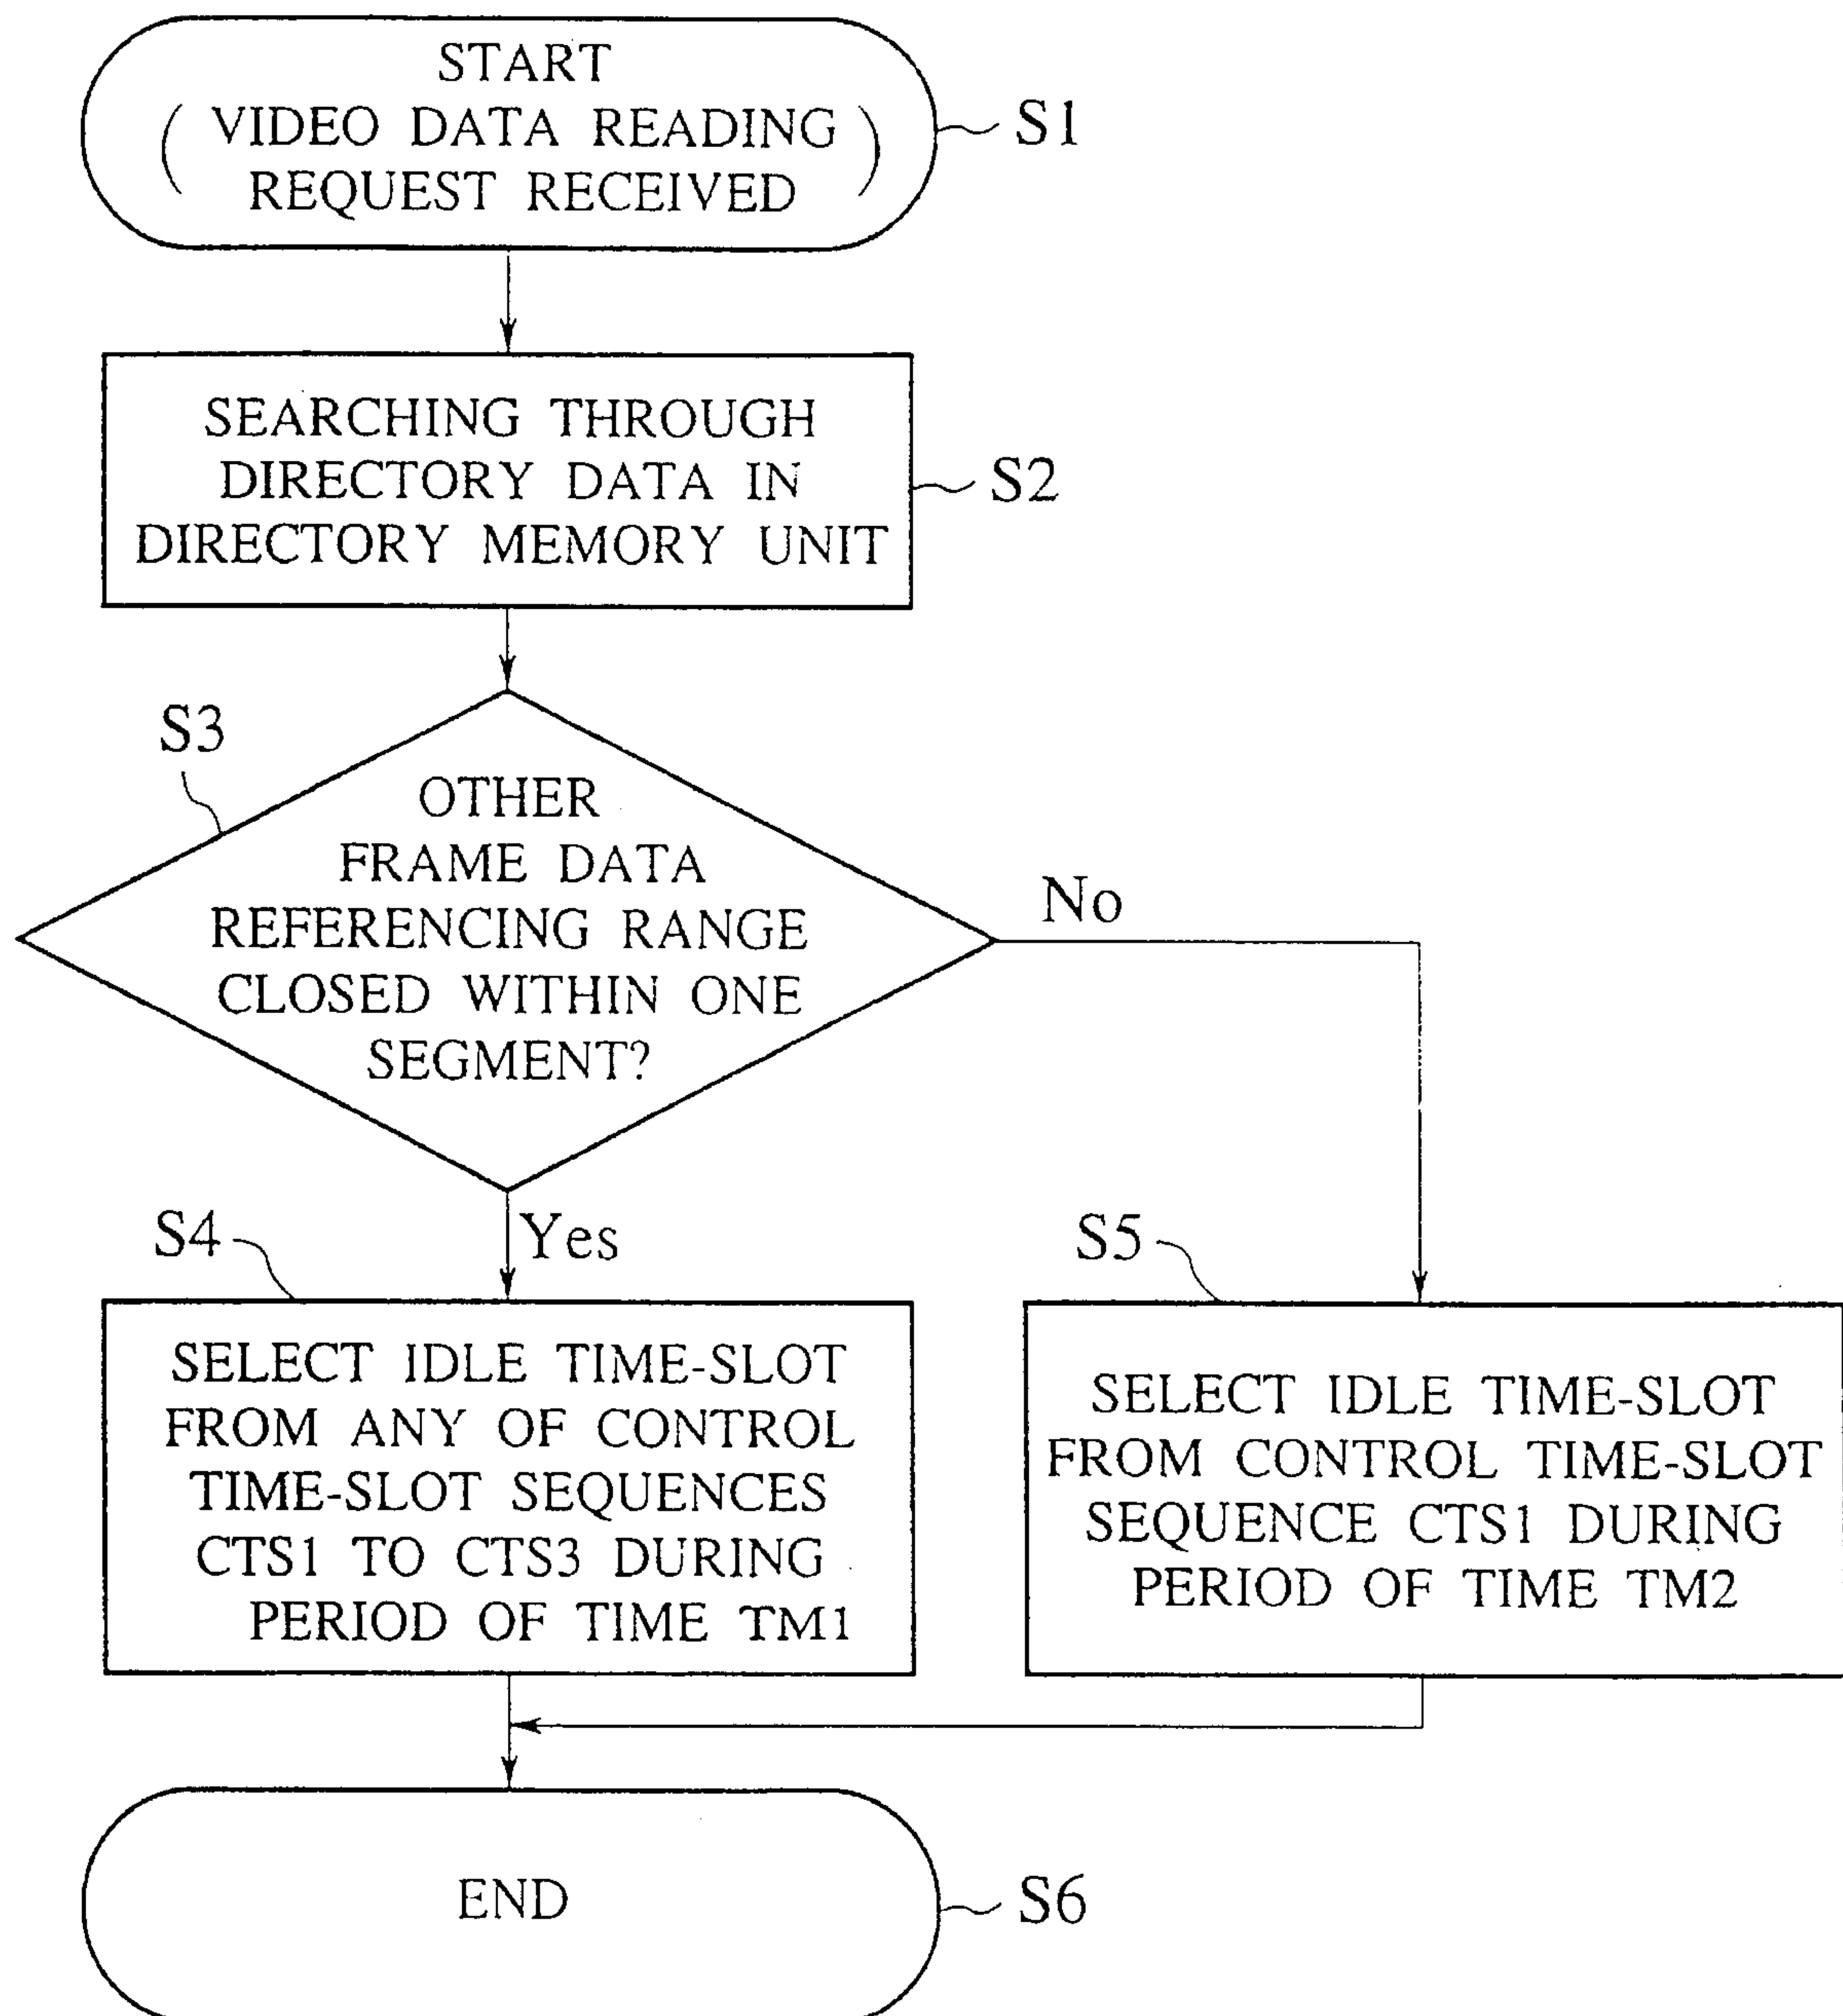 START
( VIDEO DATA READING
REQUEST RECEIVED )
S1
SEARCHING THROUGH
DIRECTORY DATA IN
DIRECTORY MEMORY UNIT
S2
S3
OTHER
FRAME DATA
REFERENCING RANGE
CLOSED WITHIN ONE
SEGMENT?
No
Yes
S4
SELECT IDLE TIME-SLOT
FROM ANY OF CONTROL
TIME-SLOT SEQUENCES
CTS1 TO CTS3 DURING
PERIOD OF TIME TM1
S5
SELECT IDLE TIME-SLOT
FROM CONTROL TIME-SLOT
SEQUENCE CTS1 DURING
PERIOD OF TIME TM2
END
S6